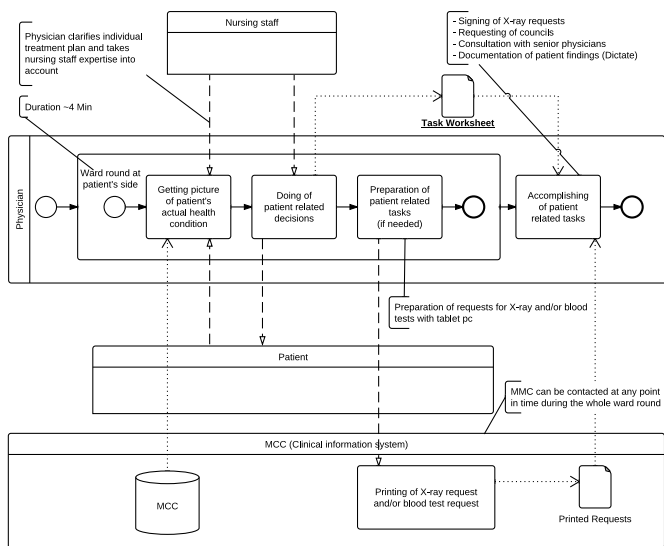 Nursing staff
Physician clarifies individual
treatment plan and takes
nursing staff expertise into
account
- Signing of X-ray requests
- Requesting of councils
- Consultation with senior physicians
- Documentation of patient findings (Dictate)
Duration ~4 Min
Task Worksheet
Physician
Ward round at
patient's side
Getting picture
of patient's
actual health
condition
Doing of
patient related
decisions
Preparation of
patient related
tasks
(if needed)
Accomplishing
of patient
related tasks
Preparation of requests for X-ray and/or blood
tests with tablet pc
Patient
MMC can be contacted at any point
in time during the whole ward round
MCC (Clinical information system)
MCC
Printing of X-ray request
and/or blood test request
Printed Requests